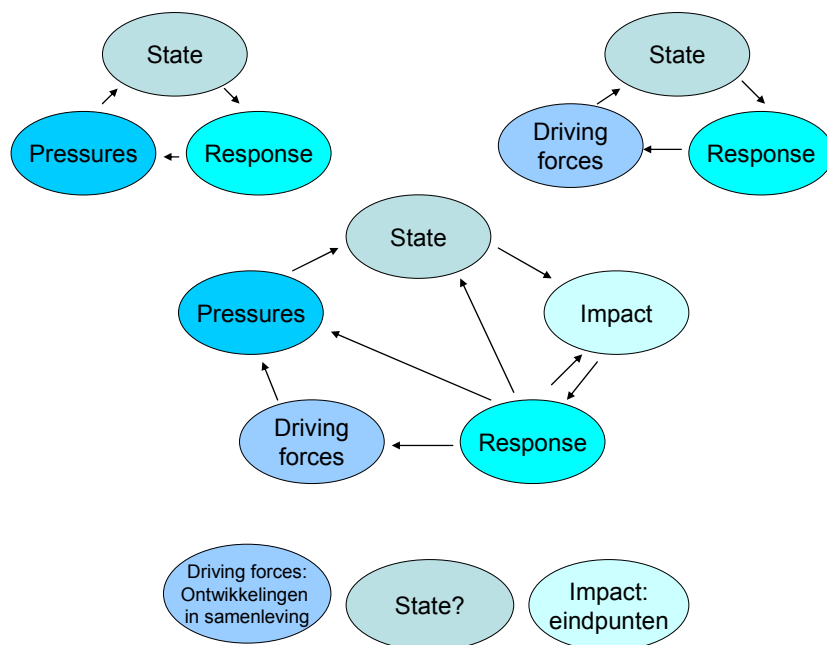 State
Pressures
Response
State
Driving
forces
Response
State
Pressures
Impact
Driving
forces
Response
Driving forces:
Ontwikkelingen
in samenleving
State?
Impact:
eindpunten